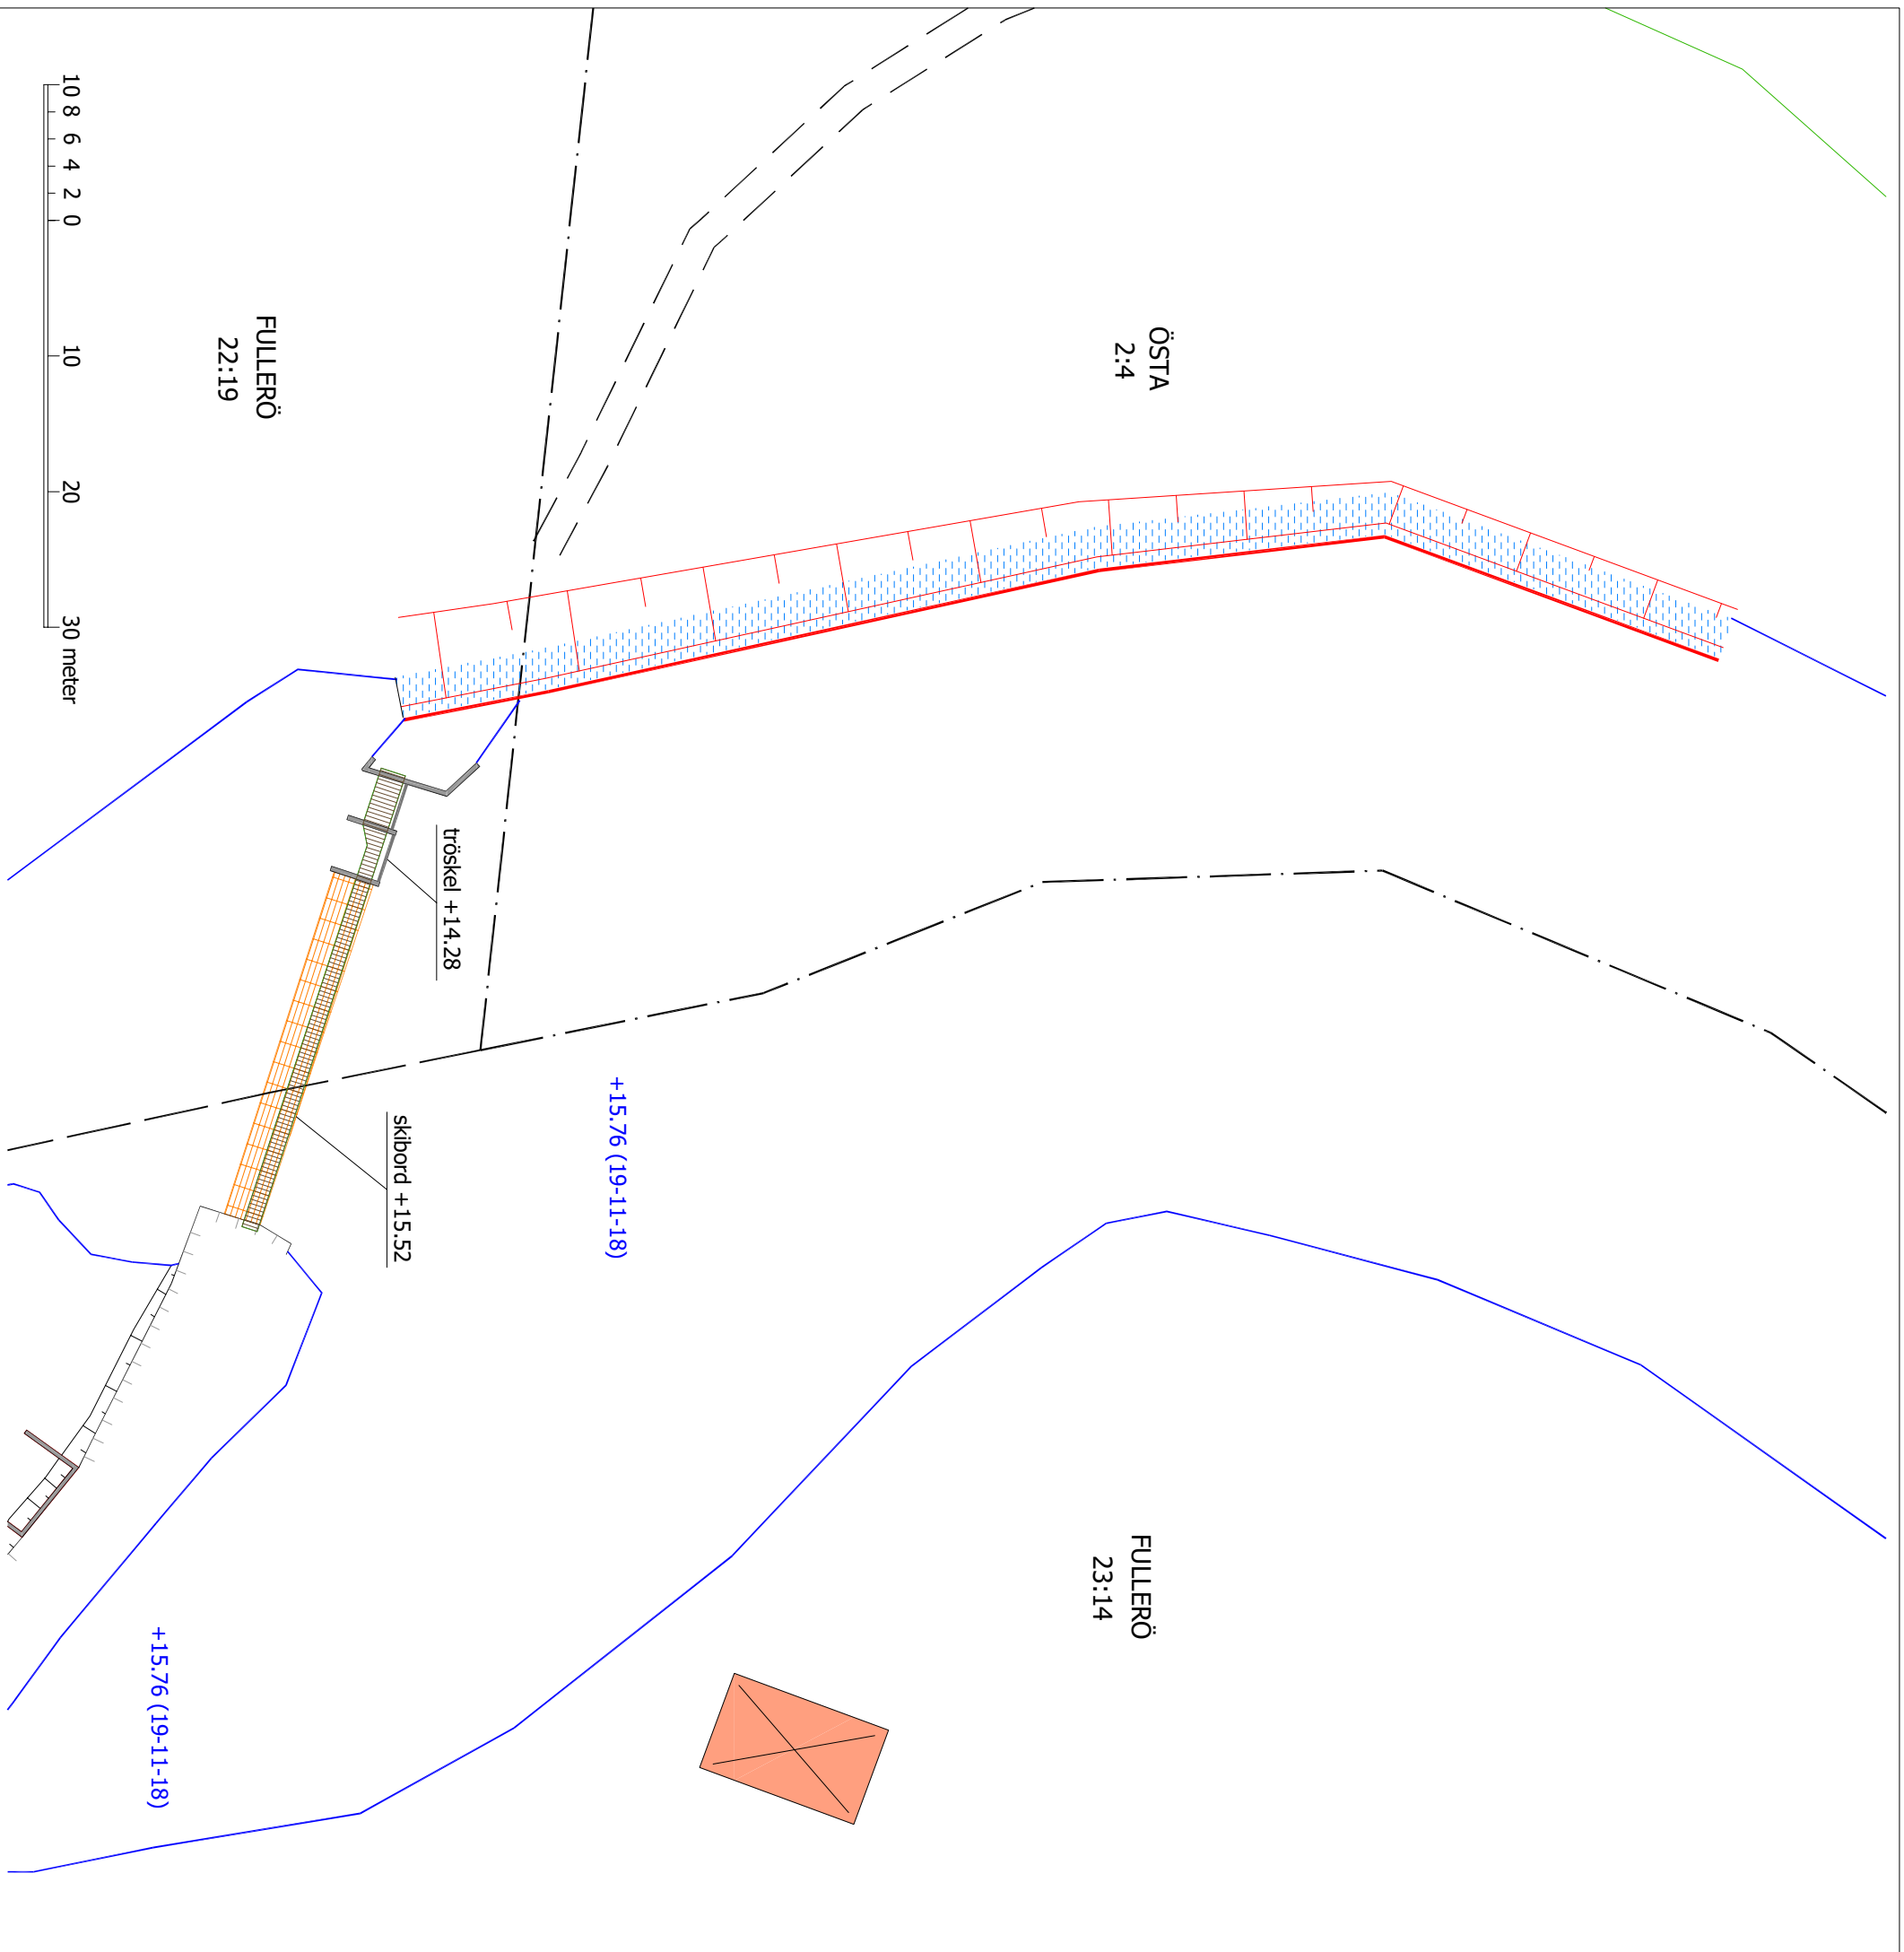 ÖSTA
2:4
FULLERÖ
23:14
+15.76 (19-11-18)
tröskel +14.28
skibord +15.52
FULLERÖ
22:19
+15.76 (19-11-18)
10 8 6 4 2 0 10 20 30 meter